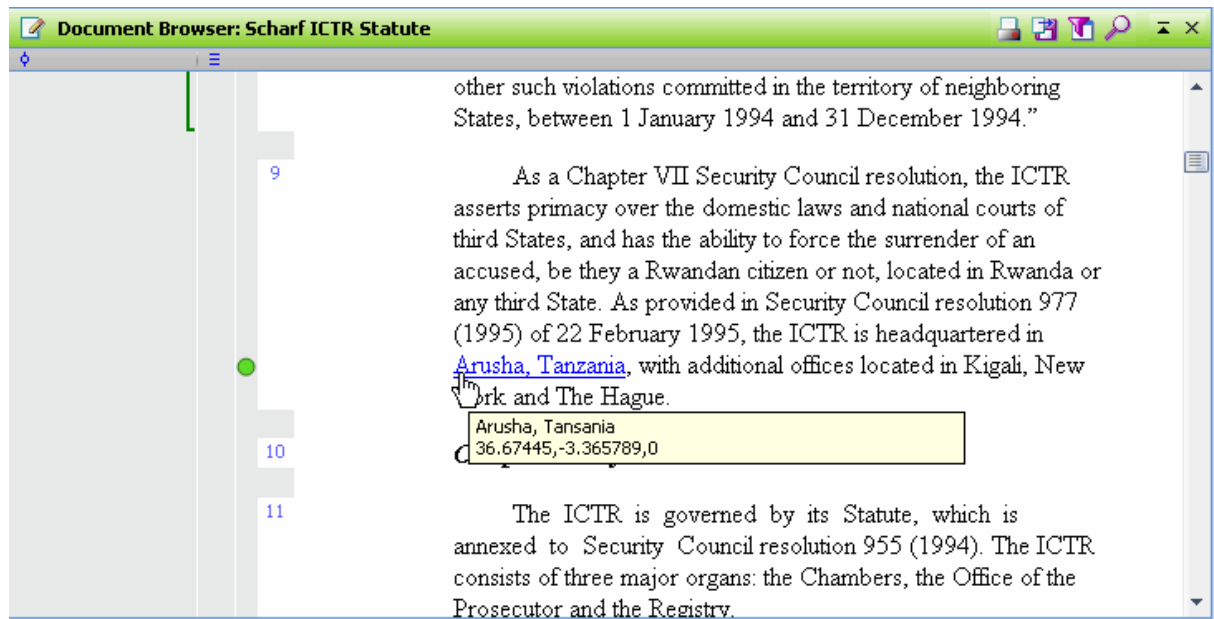 Document Browser: Scharf ICTR Statute
other such violations committed in the territory of neighboring
States, between 1 January 1994 and 31 December 1994.”
9
As a Chapter VII Security Council resolution, the ICTR
asserts primacy over the domestic laws and national courts of
third States, and has the ability to force the surrender of an
accused, be they a Rwandan citizen or not, located in Rwanda or
any third State. As provided in Security Council resolution 977
(1995) of 22 February 1995, the ICTR is headquartered in
Arusha, Tanzania, with additional offices located in Kigali, New
and The Hague.
Arusha, Tansania
36.67445,-3.365789,0
10
11
The ICTR is governed by its Statute, which is
annexed to Security Council resolution 955 (1994). The ICTR
consists of three major organs: the Chambers, the Office of the
Prosecutor and the Registry.